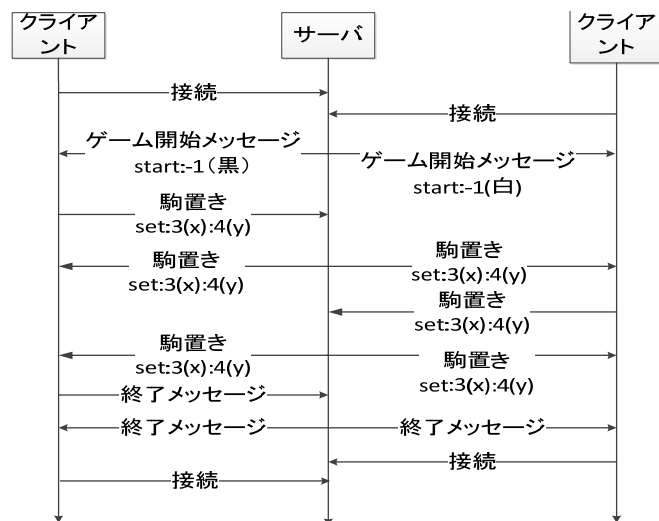 クライア
ント
サーバ
クライア
ント
接続
接続
ゲーム開始メッセージ
start:-1(黒)
ゲーム開始メッセージ
start:-1(白)
駒置き
set:3(x):4(y)
駒置き
set:3(x):4(y)
駒置き
set:3(x):4(y)
駒置き
set:3(x):4(y)
駒置き
set:3(x):4(y)
駒置き
set:3(x):4(y)
終了メッセージ
終了メッセージ
終了メッセージ
接続
接続